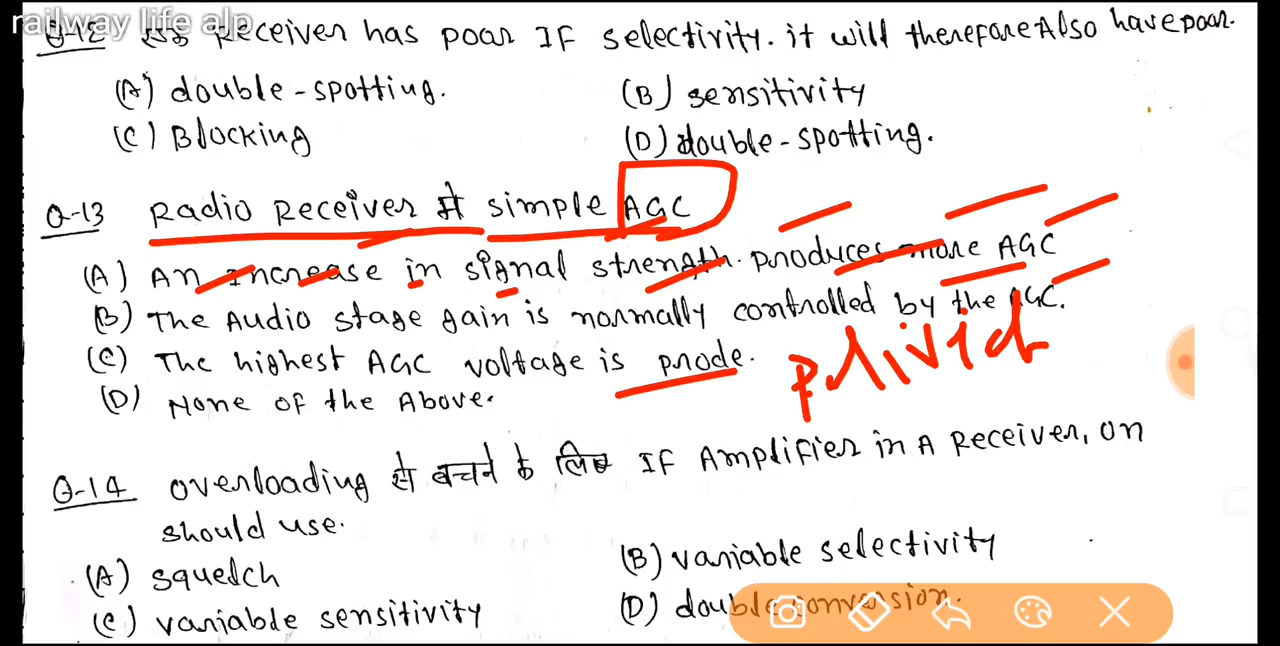 railway life alp
Q-12 एक Receiver has poor IF selectivity. it will therefore Also have poor.
(A) double-spotting.
(B) sensitivity
(C) Blocking
(D) double-spotting.
Q-13 Radio Receiver में simple AGC
(A) An Increase in signal strength. produces more AGC
(B) The Audio stage gain is normally controlled by the AGC.
(C) The highest AGC voltage is prode.
(D) None of the Above.
Q-14 overloading से बचने के लिए IF Amplifier in A Receiver, on
should use.
(A) squelch
(B) variable selectivity
(C) variable sensitivity
(D) double conversion.